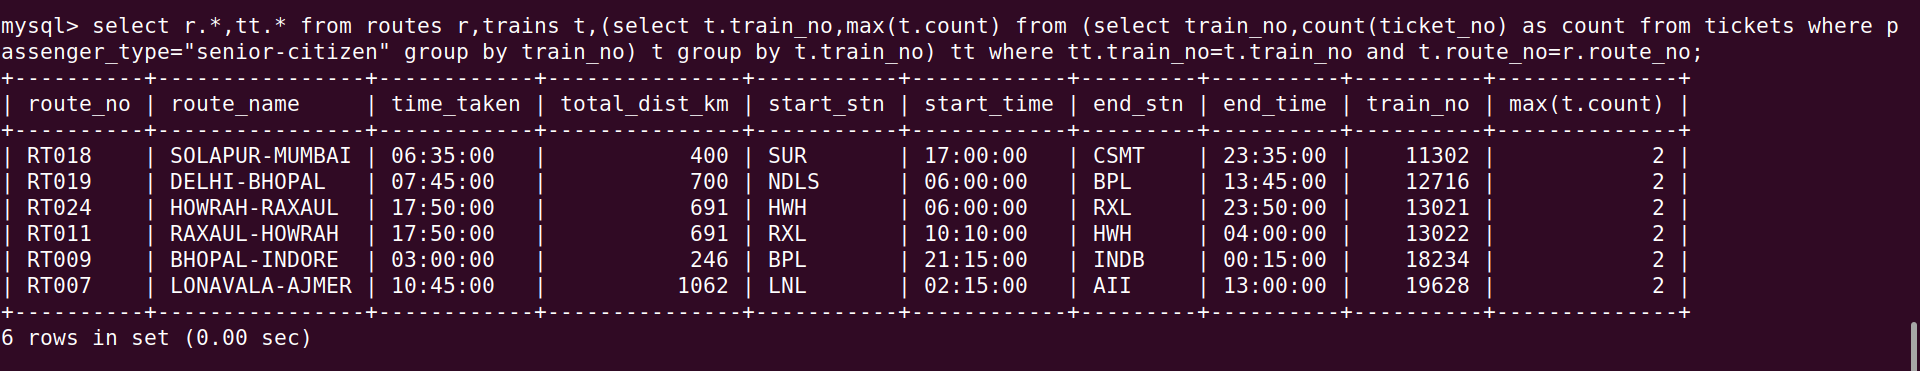 mysql> select r.*,tt.* from routes r,trains t,(select t.train_no,max(t.count) from (select train_no,count(ticket_no) as count from tickets where p
assenger_type="senior-citizen" group by train_no) t group by t.train_no) tt where tt.train_no=t.train_no and t.route_no=r.route_no;
+----------+----------------+------------+---------------+-----------+------------+---------+----------+----------+--------------+
| route_no | route_name     | time_taken | total_dist_km | start_stn | start_time | end_stn | end_time | train_no | max(t.count) |
+----------+----------------+------------+---------------+-----------+------------+---------+----------+----------+--------------+
| RT018    | SOLAPUR-MUMBAI | 06:35:00   |           400 | SUR       | 17:00:00   | CSMT    | 23:35:00 |    11302 |            2 |
| RT019    | DELHI-BHOPAL   | 07:45:00   |           700 | NDLS      | 06:00:00   | BPL     | 13:45:00 |    12716 |            2 |
| RT024    | HOWRAH-RAXAUL  | 17:50:00   |           691 | HWH       | 06:00:00   | RXL     | 23:50:00 |    13021 |            2 |
| RT011    | RAXAUL-HOWRAH  | 17:50:00   |           691 | RXL       | 10:10:00   | HWH     | 04:00:00 |    13022 |            2 |
| RT009    | BHOPAL-INDORE  | 03:00:00   |           246 | BPL       | 21:15:00   | INDB    | 00:15:00 |    18234 |            2 |
| RT007    | LONAVALA-AJMER | 10:45:00   |          1062 | LNL       | 02:15:00   | AII     | 13:00:00 |    19628 |            2 |
+----------+----------------+------------+---------------+-----------+------------+---------+----------+----------+--------------+
6 rows in set (0.00 sec)